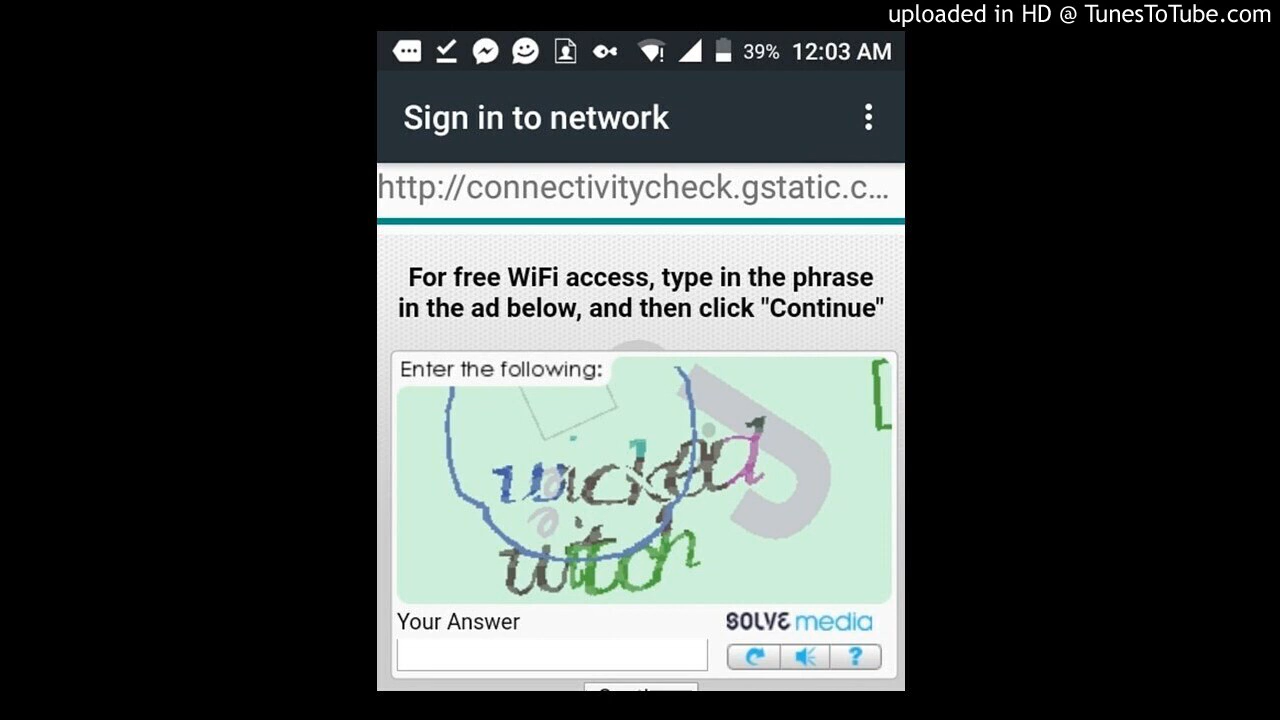 uploaded in HD @ TunesToTube.com
39% 12:03 AM
Sign in to network
http://connectivitycheck.gstatic.c...
For free WiFi access, type in the phrase
in the ad below, and then click "Continue"
Enter the following:
wicked
witch
Your Answer
SOLVE media
?